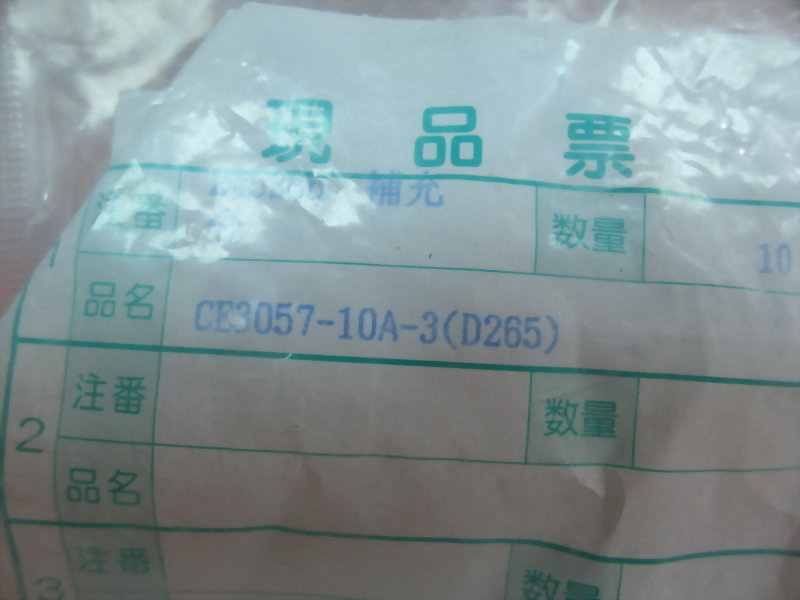 現品票
注番 補充 数量 10
分
品名 CE3057-10A-3(D265)
2 注番 数量
品名
3 注番 数量